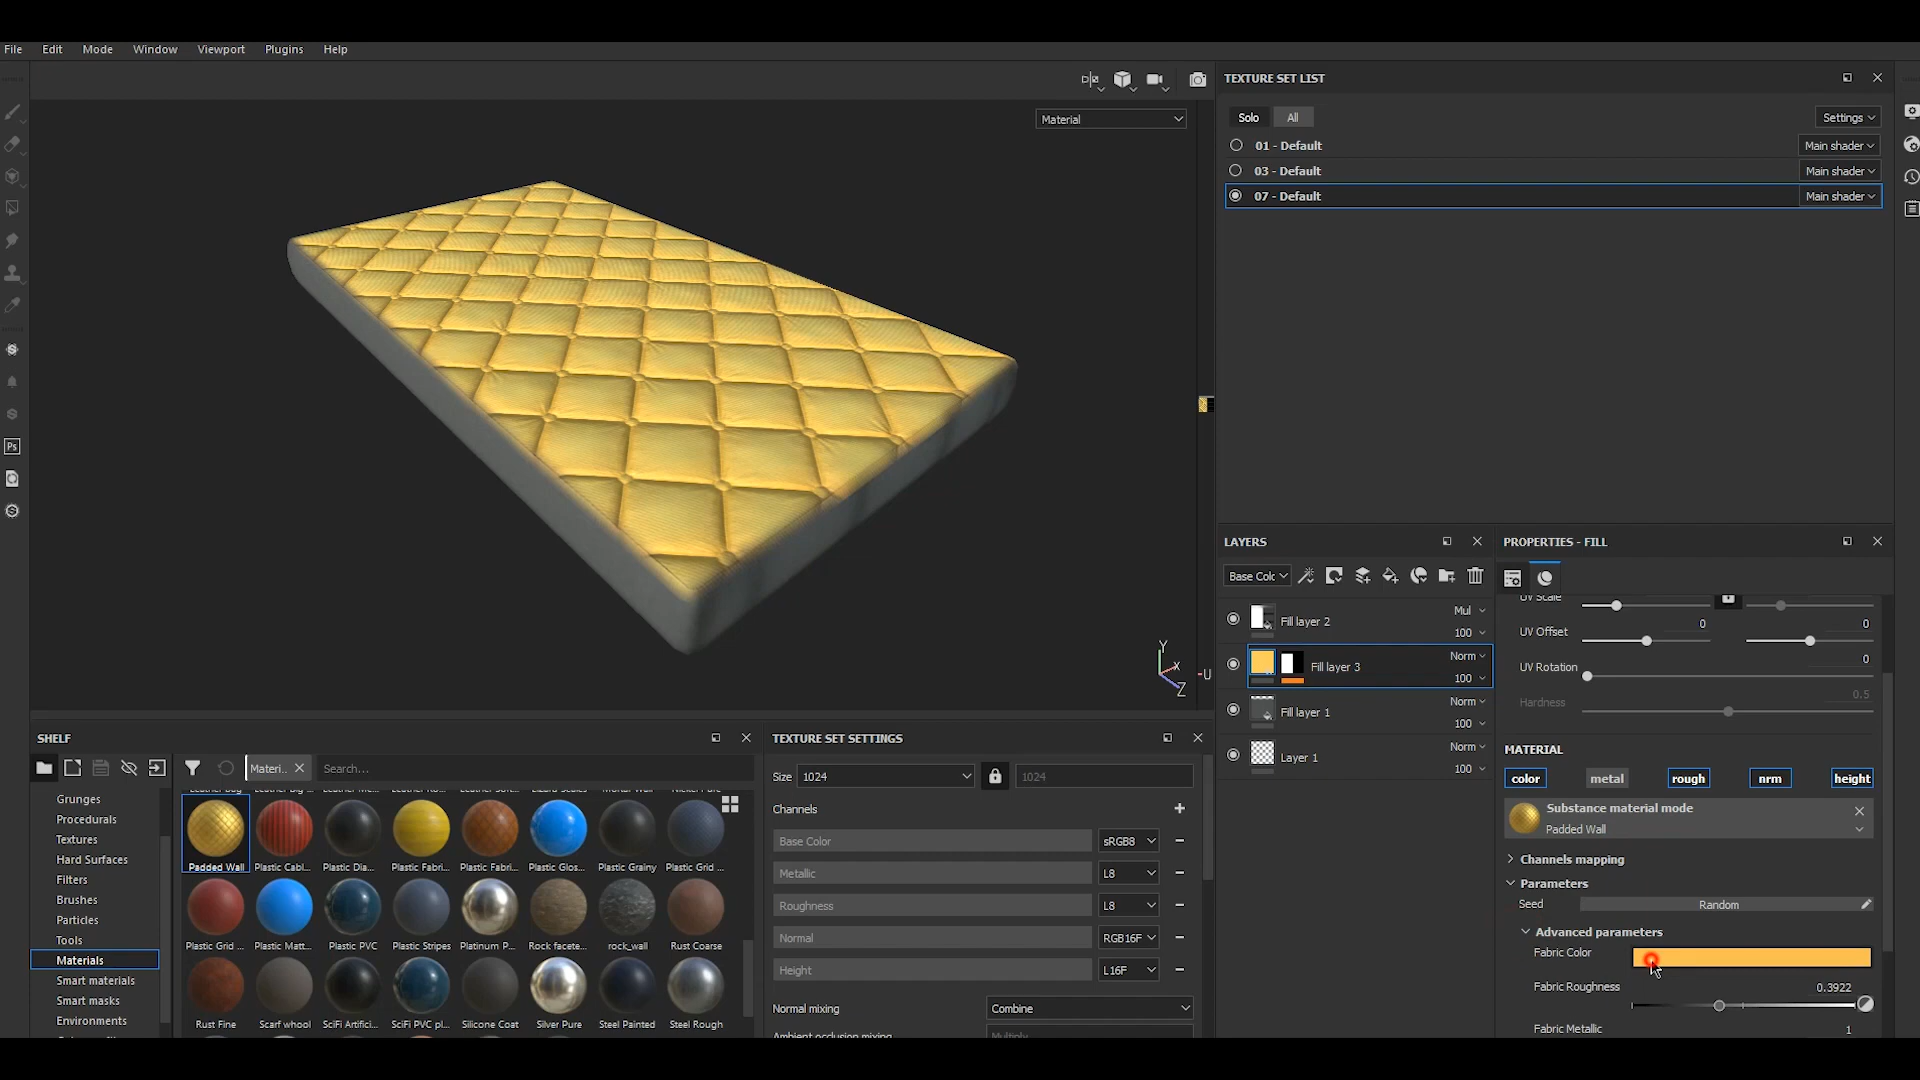 File Edit Mode Window Viewport Plugins Help
Material
TEXTURE SET LIST
Solo All Settings
01 - Default Main shader
03 - Default Main shader
07 - Default Main shader
Y
X
Z
U
LAYERS
Fill layer 2 Mul 100
Fill layer 3 Norm 100
Fill layer 1 Norm 100
Layer 1 Norm 100
PROPERTIES - FILL
UV Scale
UV Offset 0 0
UV Rotation 0
Hardness 0.5
MATERIAL
color metal rough nrm height
Substance material mode
Padded Wall
Channels mapping
Parameters
Seed Random
Advanced parameters
Fabric Color
Fabric Roughness 0.3922
Fabric Metallic 1
SHELF
Materi.. Search...
Grunges
Procedurals
Textures
Hard Surfaces
Filters
Brushes
Particles
Tools
Materials
Smart materials
Smart masks
Environments
Padded Wall Plastic Cabl... Plastic Dia... Plastic Fabri... Plastic Fabri... Plastic Glos... Plastic Grainy Plastic Grid ...
Plastic Grid ... Plastic Matt... Plastic PVC Plastic Stripes Platinum P... Rock facete... rock_wall Rust Coarse
Rust Fine Scarf whool SciFi Artifici... SciFi PVC pl... Silicone Coat Silver Pure Steel Painted Steel Rough
TEXTURE SET SETTINGS
Size 1024 1024
Channels
Base Color sRGB8
Metallic L8
Roughness L8
Normal RGB16F
Height L16F
Normal mixing Combine
Ambient occlusion mixing Multiply
Ps